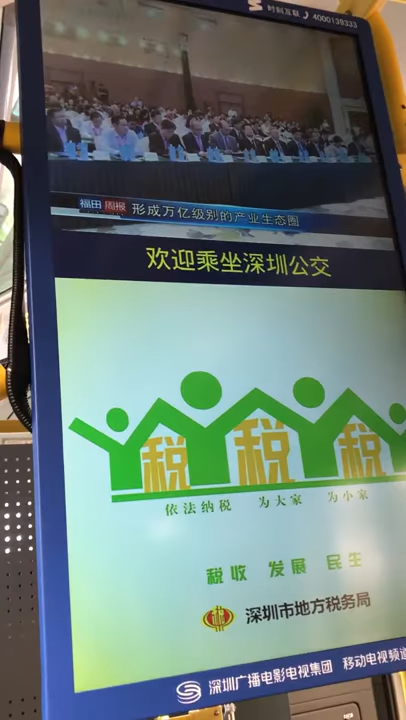 时刻互联 4000139333
福田 周报 形成万亿级别的产业生态圈
欢迎乘坐深圳公交
税 税 税
依法纳税 为大家 为小家
税收 发展 民生
深圳市地方税务局
深圳广播电影电视集团 移动电视频